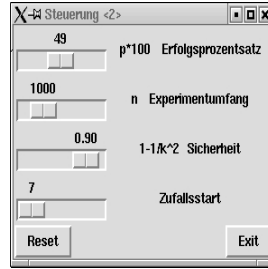 Steuerung <2>
49
p*100 Erfolgsprozentsatz
1000
n Experimentumfang
0.90
1-1/k^2 Sicherheit
7
Zufallsstart
Reset Exit